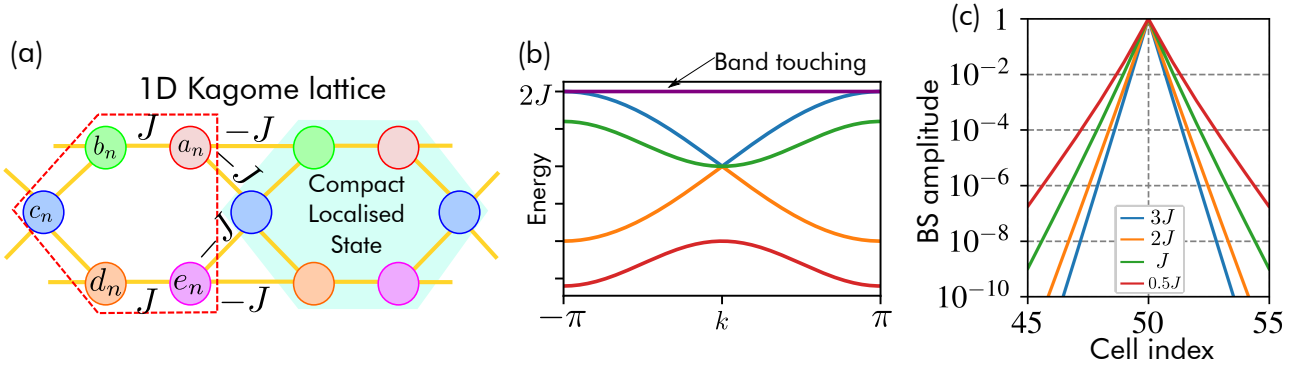 (a)
1D Kagome lattice
J
−J
b_n
a_n
−J
c_n
Compact
Localised
State
−J
d_n
e_n
J
−J
(b)
Band touching
2J
Energy
−π
k
π
(c)
1
10^−2
10^−4
10^−6
10^−8
10^−10
BS amplitude
3J
2J
J
0.5J
45
50
55
Cell index